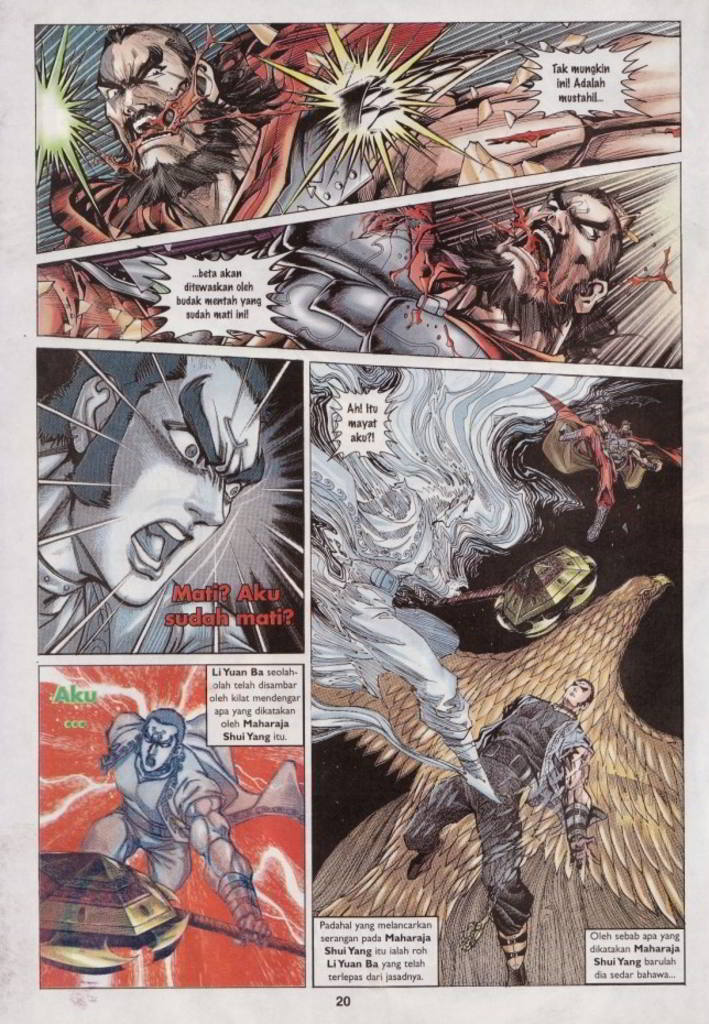 Tak mungkin
ini! Adalah
mustahil...
...beta akan
ditewaskan oleh
budak mentah yang
sudah mati ini!
Mati? Aku
sudah mati?
Ah! Itu
mayat
aku?!
Aku
ccc
Li Yuan Ba seolah-
olah telah disambar
oleh kilat mendengar
apa yang dikatakan
oleh Maharaja
Shui Yang itu.
Padahal yang melancarkan
serangan pada Maharaja
Shui Yang itu ialah roh
Li Yuan Ba yang telah
terlepas dari jasadnya.
Oleh sebab apa yang
dikatakan Maharaja
Shui Yang barulah
dia sedar bahawa...
20